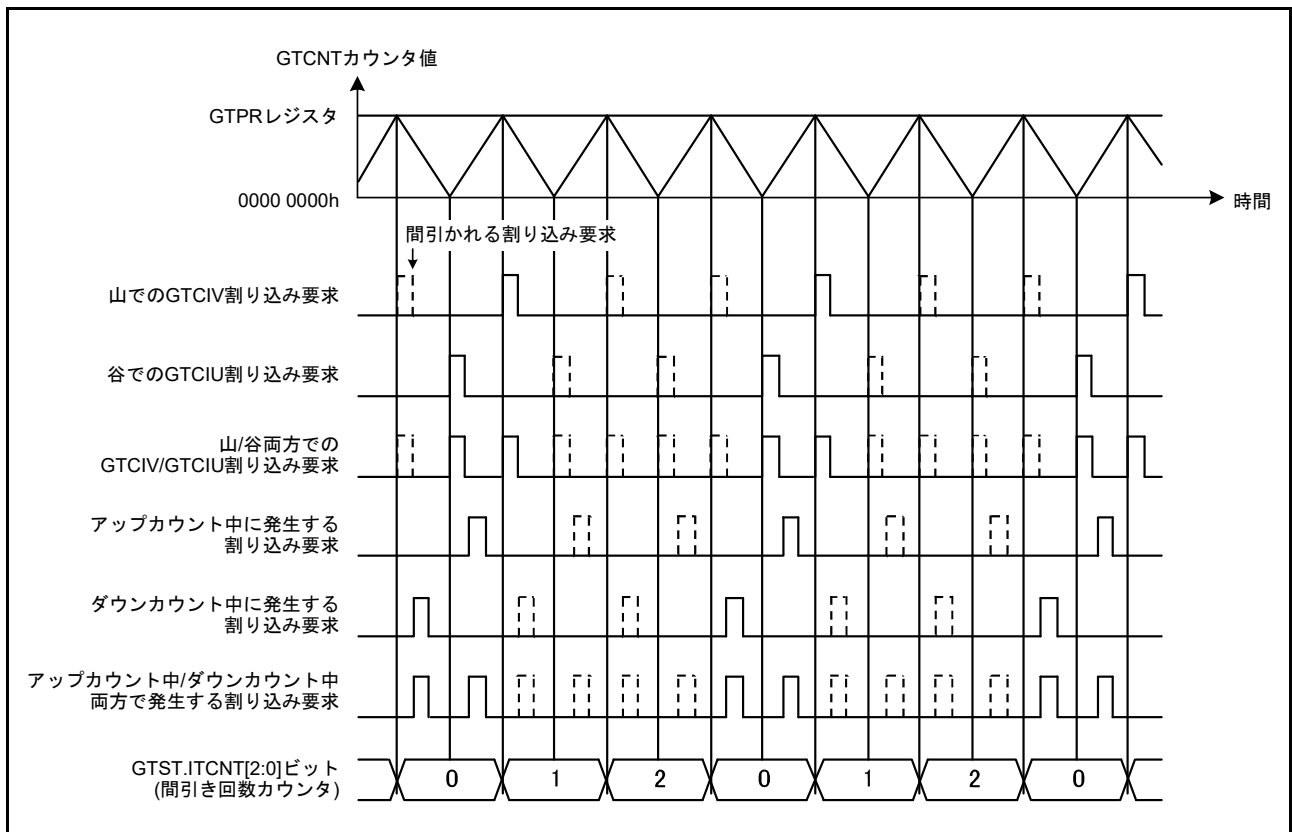 GTCNTカウンタ値
GTPRレジスタ
0000 0000h
時間
間引かれる割り込み要求
山でのGTCIV割り込み要求
谷でのGTCIU割り込み要求
山/谷両方での
GTCIV/GTCIU割り込み要求
アップカウント中に発生する
割り込み要求
ダウンカウント中に発生する
割り込み要求
アップカウント中/ダウンカウント中
両方で発生する割り込み要求
GTST.ITCNT[2:0]ビット
(間引き回数カウンタ)
0 1 2 0 1 2 0